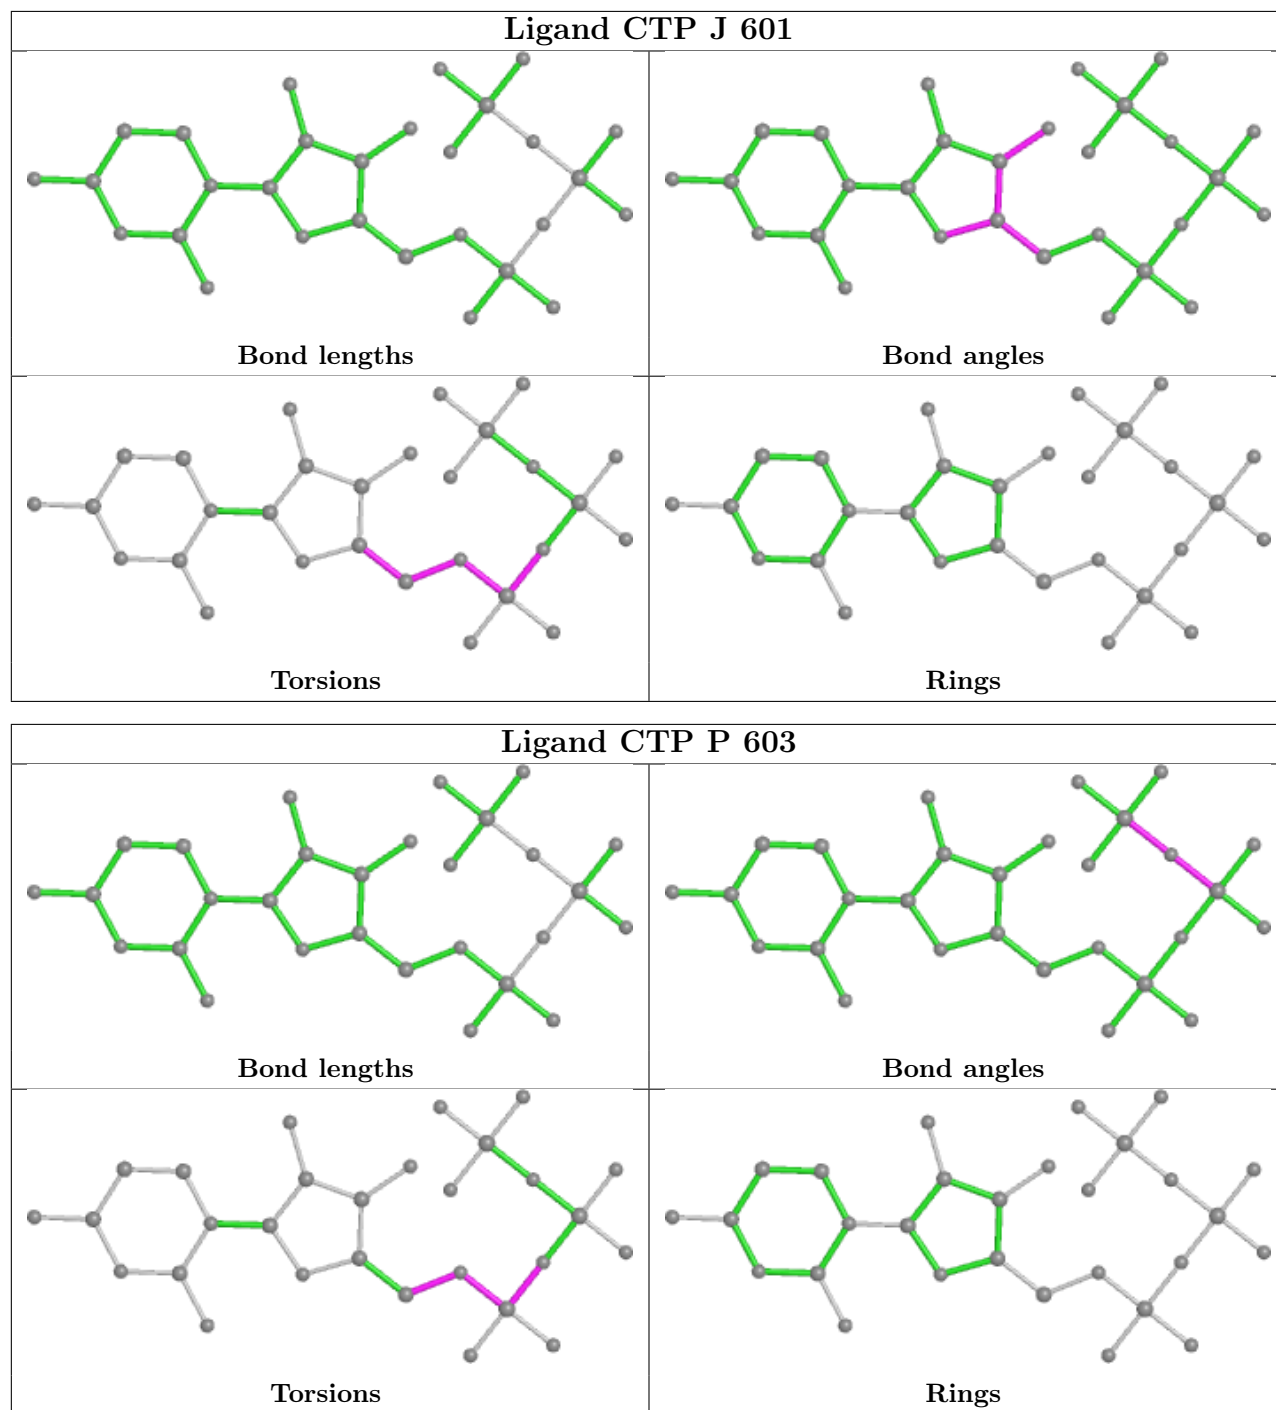 Ligand CTP J 601
Bond lengths
Bond angles
Torsions
Rings
Ligand CTP P 603
Bond lengths
Bond angles
Torsions
Rings